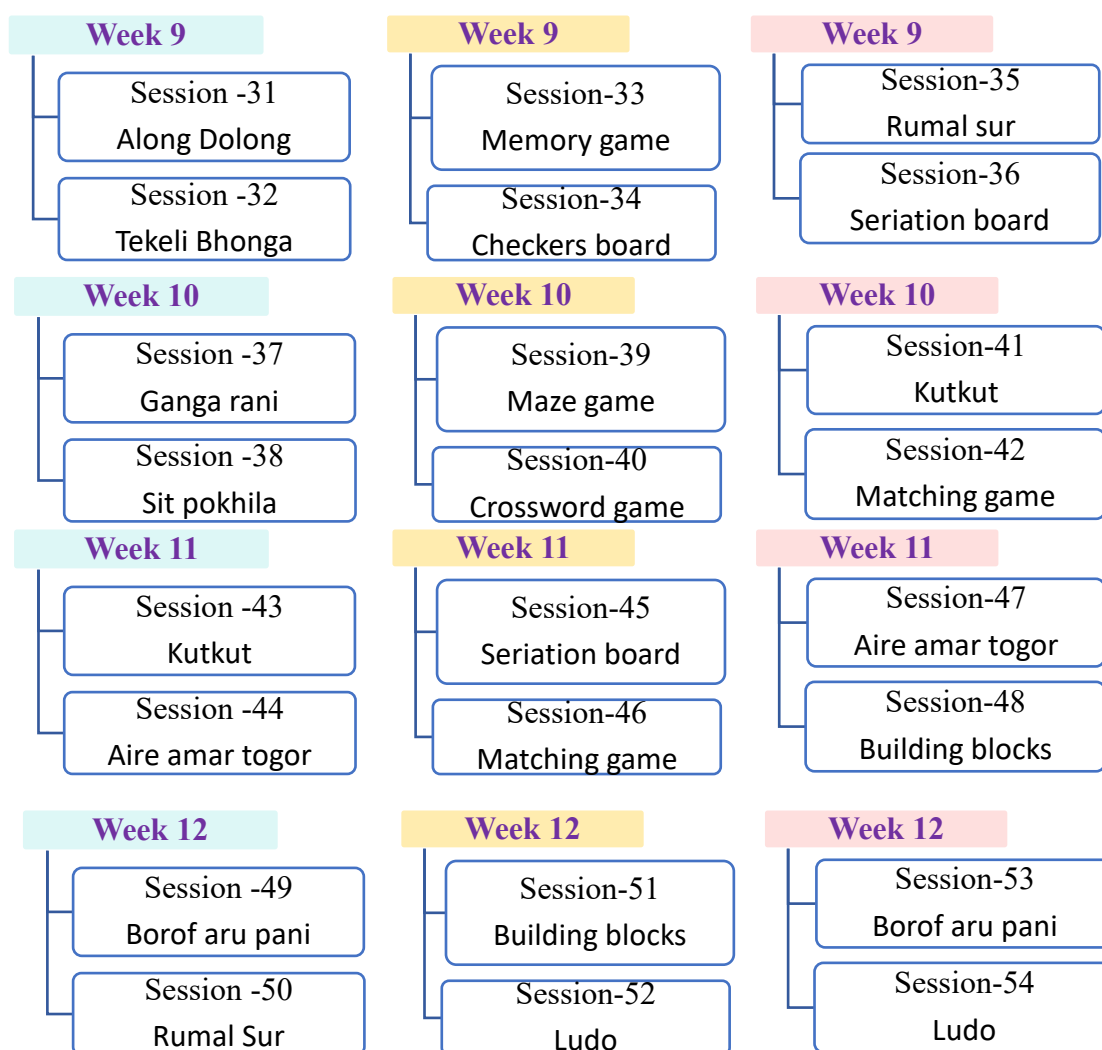 Week 9
Session -31
Along Dolong
Session -32
Tekeli Bhonga
Week 9
Session-33
Memory game
Session-34
Checkers board
Week 9
Session-35
Rumal sur
Session-36
Seriation board
Week 10
Session -37
Ganga rani
Session -38
Sit pokhila
Week 10
Session-39
Maze game
Session-40
Crossword game
Week 10
Session-41
Kutkut
Session-42
Matching game
Week 11
Session -43
Kutkut
Session -44
Aire amar togor
Week 11
Session-45
Seriation board
Session-46
Matching game
Week 11
Session-47
Aire amar togor
Session-48
Building blocks
Week 12
Session -49
Borof aru pani
Session -50
Rumal Sur
Week 12
Session-51
Building blocks
Session-52
Ludo
Week 12
Session-53
Borof aru pani
Session-54
Ludo